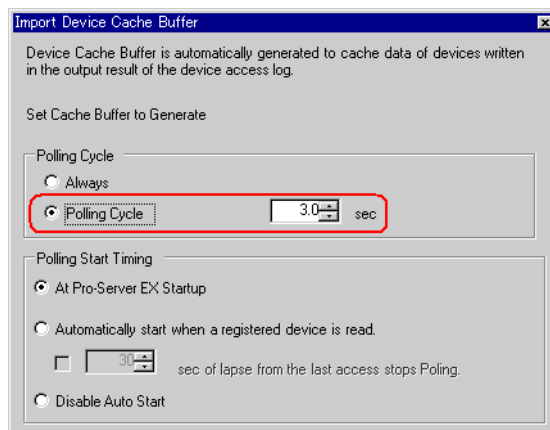 Import Device Cache Buffer
Device Cache Buffer is automatically generated to cache data of devices written
in the output result of the device access log.
Set Cache Buffer to Generate
Polling Cycle
Always
Polling Cycle 3.0 sec
Polling Start Timing
At Pro-Server EX Startup
Automatically start when a registered device is read.
30 sec of lapse from the last access stops Poling.
Disable Auto Start